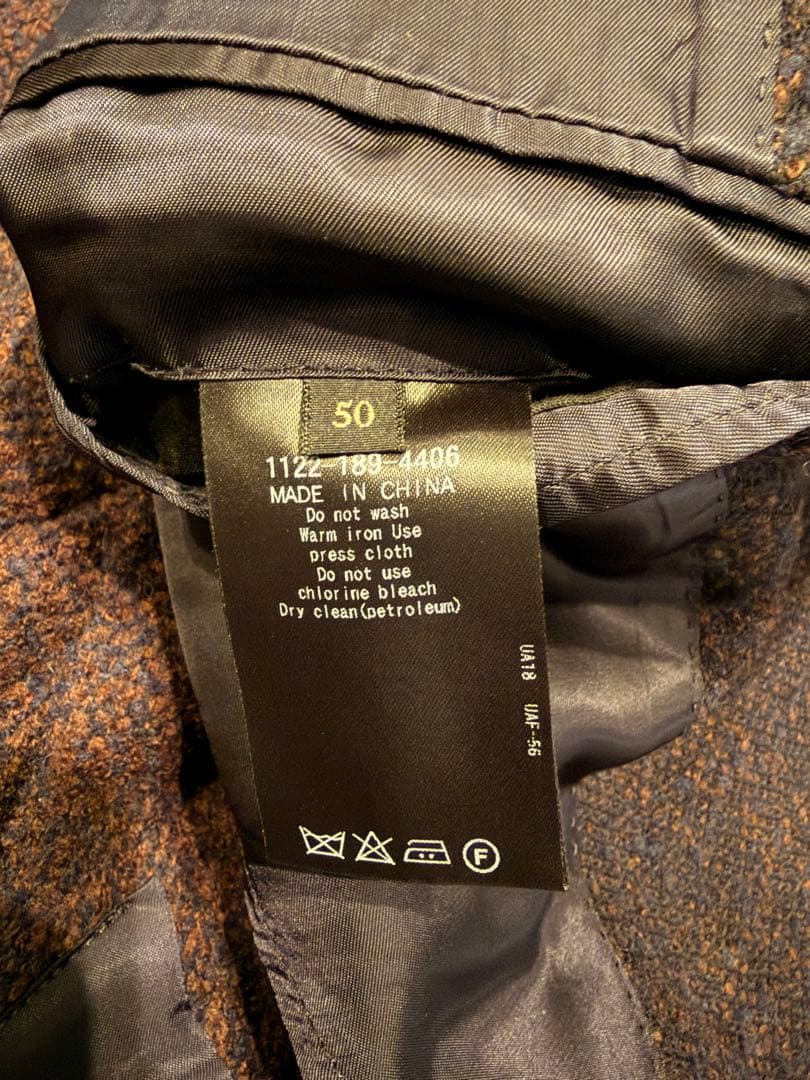 50
1122-189-4406
MADE IN CHINA
Do not wash
Warm iron Use
press cloth
Do not use
chlorine bleach
Dry clean(petroleum)
UA18 UAF-56
F